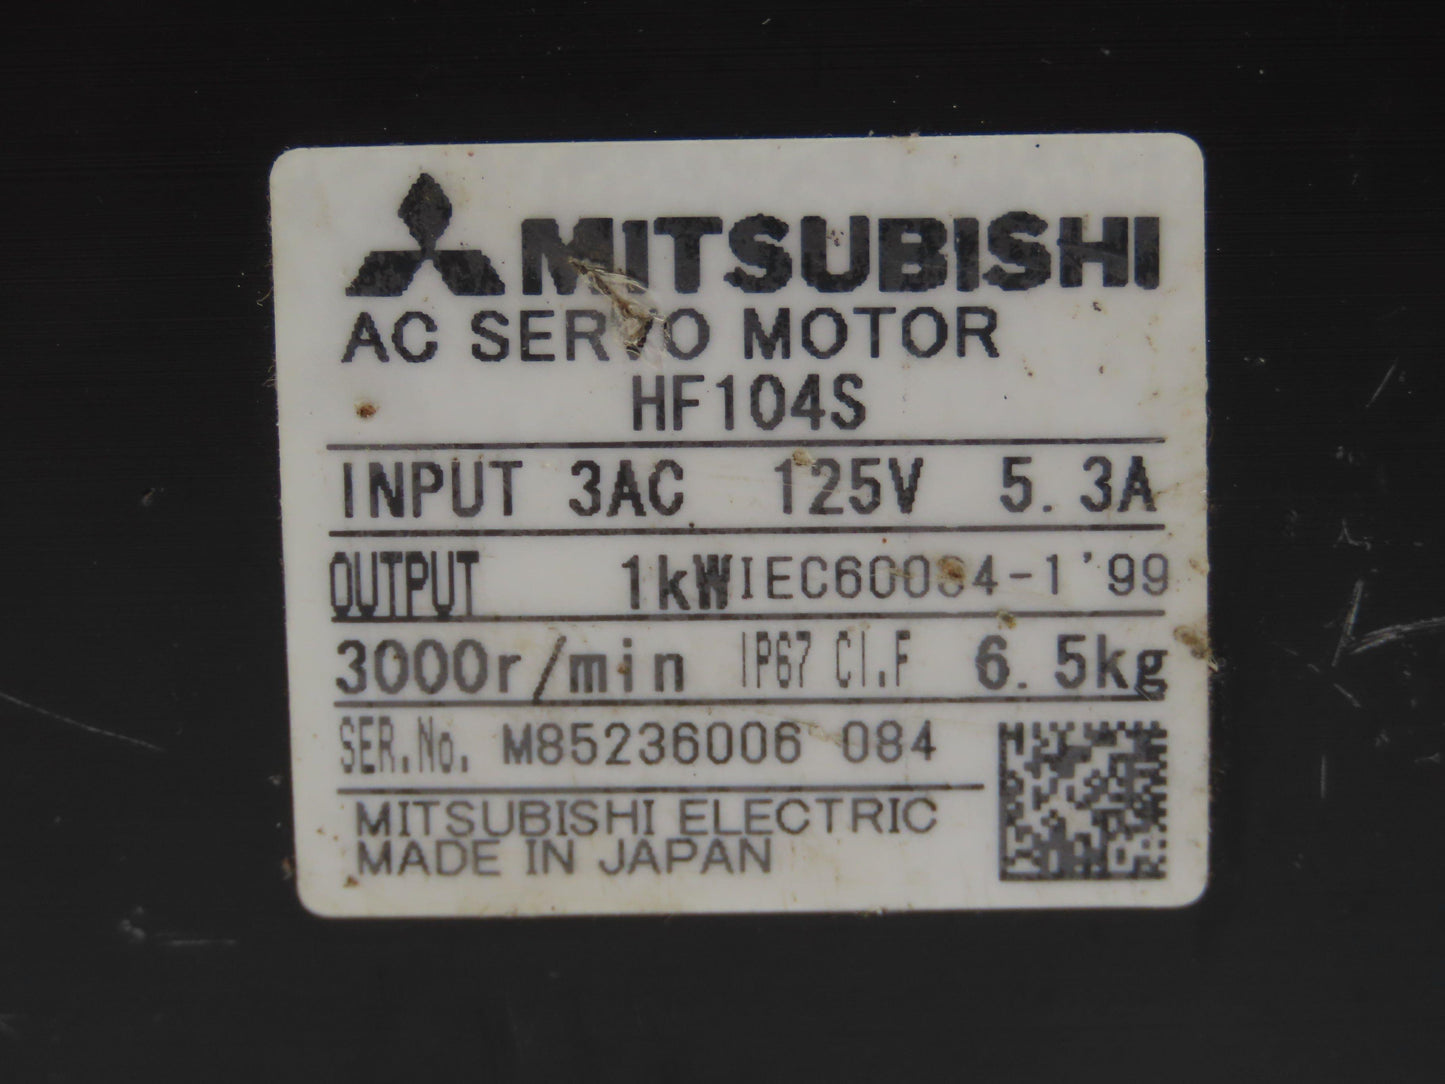 MITSUBISHI
AC SERVO MOTOR
HF104S
INPUT 3AC 125V 5.3A
OUTPUT 1kW IEC60034-1'99
3000r/min IP67 CI.F 6.5kg
SER.No. M85236006 084
MITSUBISHI ELECTRIC
MADE IN JAPAN